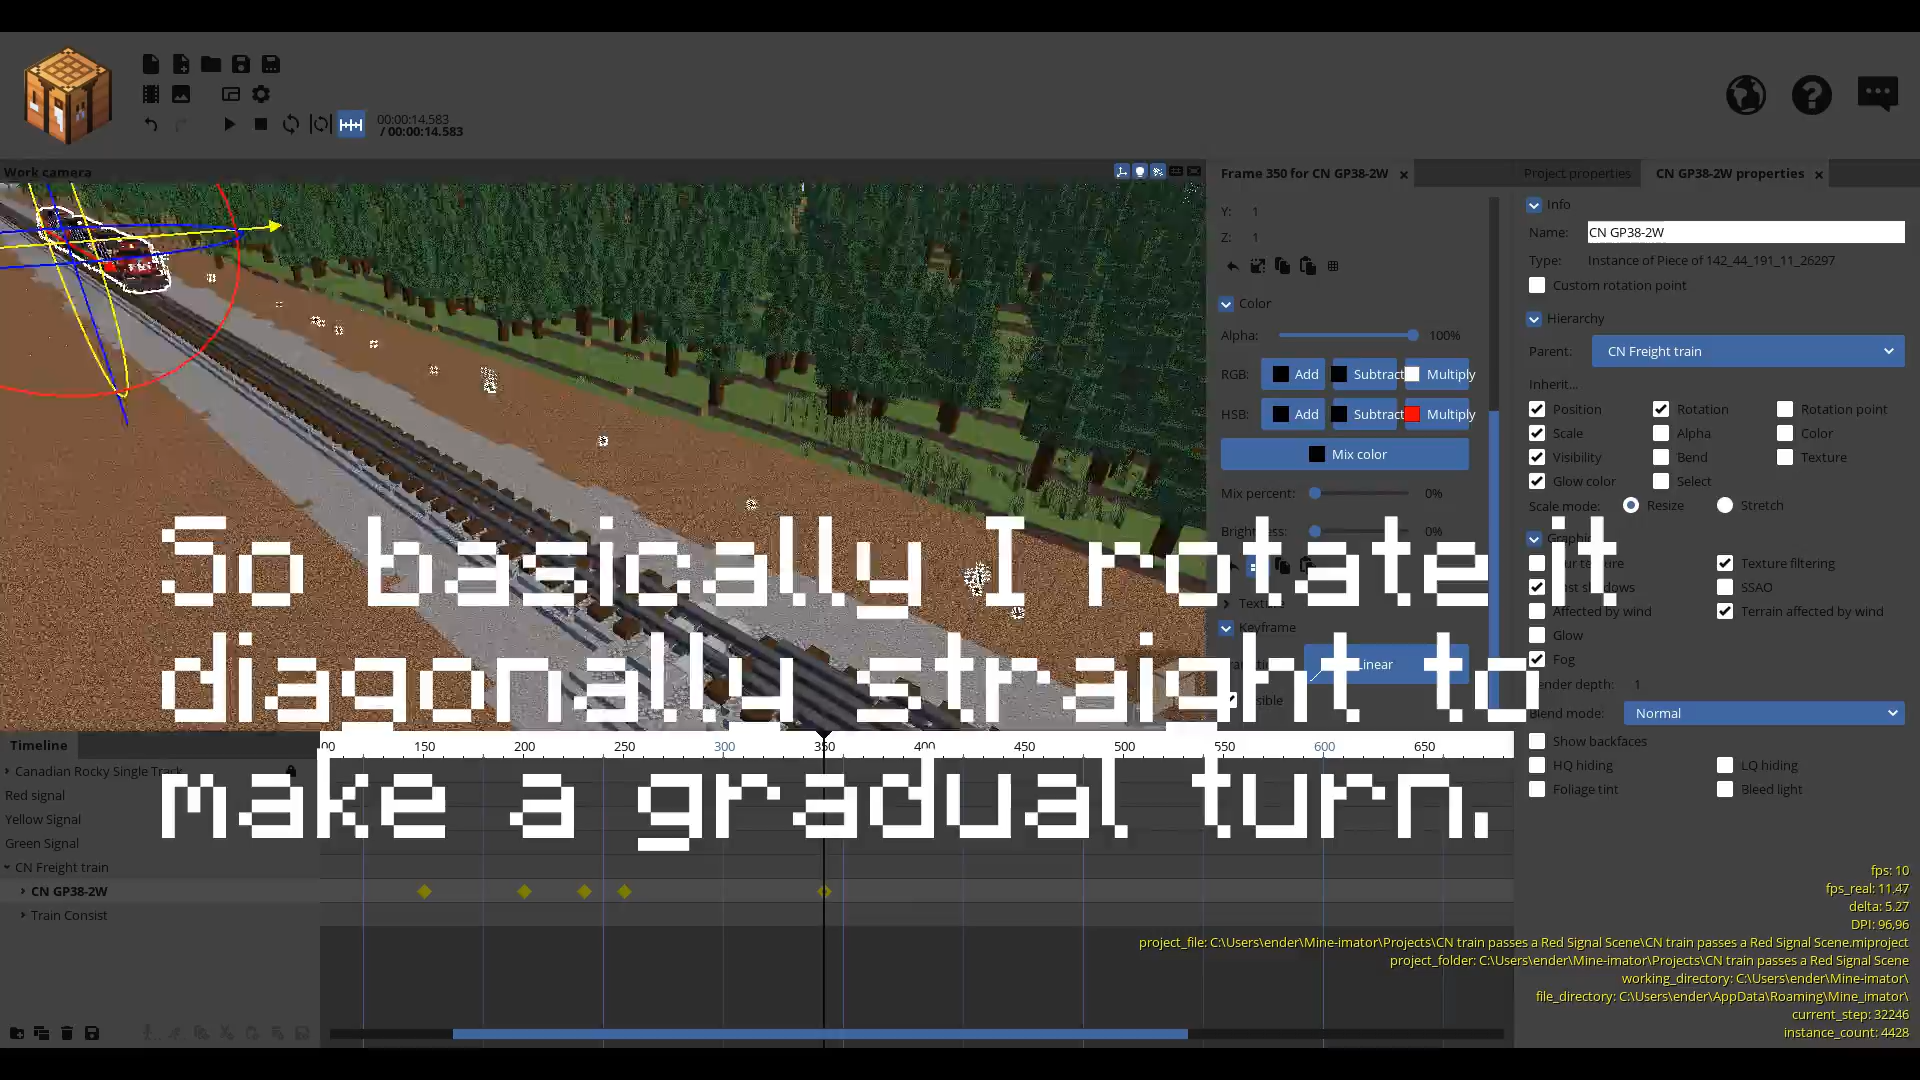 00:00:14.583
/ 00:00:14.583
Work camera
Frame 350 for CN GP38-2W
Project properties
CN GP38-2W properties
Y: 1
Z: 1
Color
Alpha: 100%
RGB: Add Subtract Multiply
HSB: Add Subtract Multiply
Mix color
Mix percent: 0%
0%
Linear
Keyframe
Info
Name: CN GP38-2W
Type: Instance of Piece of 142_44_191_11_26297
Custom rotation point
Hierarchy
Parent: CN Freight train
Inherit...
Position Rotation Rotation point
Scale Alpha Color
Visibility Bend Texture
Glow color Select
Scale mode: Resize Stretch
Texture filtering
SSAO
Affected by wind Terrain affected by wind
Glow
Fog
Blend mode: Normal
Show backfaces
HQ hiding LQ hiding
Foliage tint Bleed light
So basically I rotate it
diagonally straight to
make a gradual turn.
Timeline
150 200 250 300 350 400 450 500 550 600 650
Canadian Rocky Single Track
Red signal
Yellow Signal
Green Signal
CN Freight train
CN GP38-2W
Train Consist
fps: 10
fps_real: 11.47
delta: 5.27
DPI: 96,96
project_file: C:\Users\ender\Mine-imator\Projects\CN train passes a Red Signal Scene\CN train passes a Red Signal Scene.miproject
project_folder: C:\Users\ender\Mine-imator\Projects\CN train passes a Red Signal Scene
working_directory: C:\Users\ender\Mine-imator\
file_directory: C:\Users\ender\AppData\Roaming\Mine_imator\
current_step: 32246
instance_count: 4428